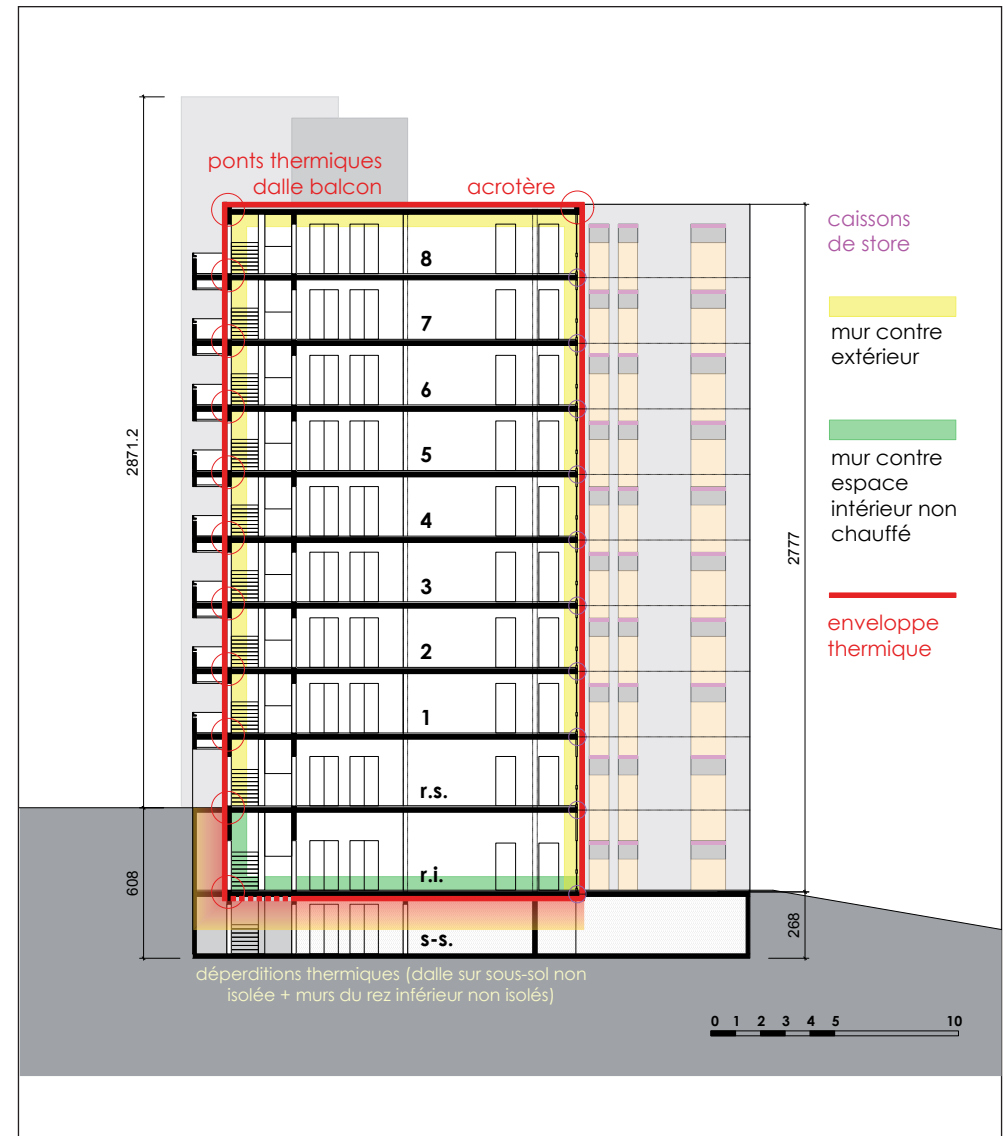 ponts thermiques
dalle balcon
acrotère
8
7
6
5
4
3
2
1
r.s.
r.i.
s-s.
2871.2
608
2777
268
caissons
de store
mur contre
extérieur
mur contre
espace
intérieur non
chauffé
enveloppe
thermique
déperditions thermiques (dalle sur sous-sol non
isolée + murs du rez inférieur non isolés)
0 1 2 3 4 5 10